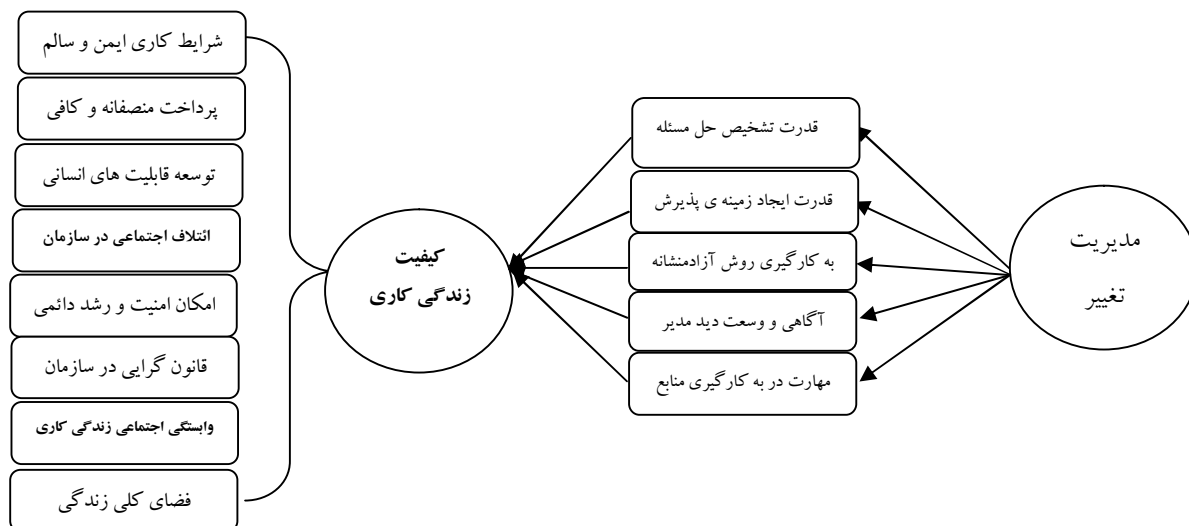 مدیریت
تغییر
قدرت تشخیص حل مسئله
قدرت ایجاد زمینه ی پذیرش
به کارگیری روش آزادمنشانه
آگاهی و وسعت دید مدیر
مهارت در به کارگیری منابع
کیفیت
زندگی کاری
شرایط کاری ایمن و سالم
پرداخت منصفانه و کافی
توسعه قابلیت های انسانی
ائتلاف اجتماعی در سازمان
امکان امنیت و رشد دائمی
قانون گرایی در سازمان
وابستگی اجتماعی زندگی کاری
فضای کلی زندگی